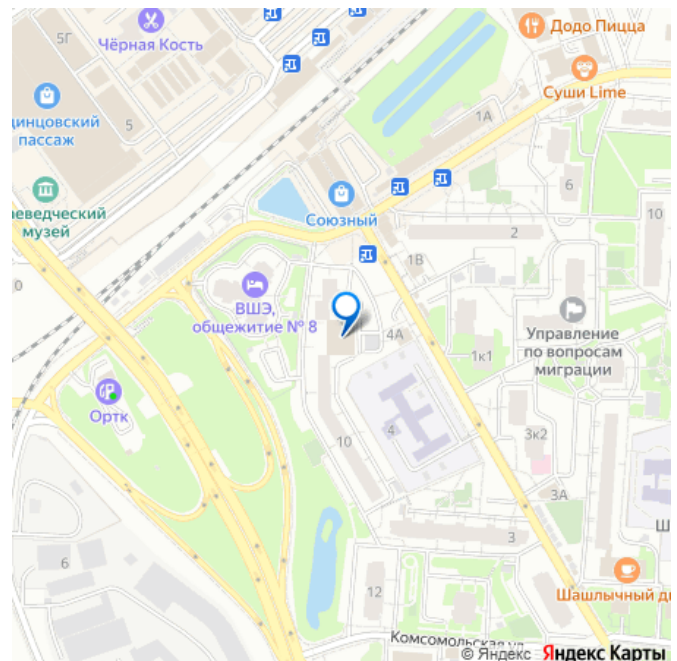 5Г
Чёрная Кость
Додо Пицца
Суши Lime
динцовский
пассаж
5
1А
6
10
раеведческий
музей
Союзный
2
1В
0
ВШЭ,
общежитие № 8
4А
Управление
по вопросам
миграции
1к1
Ортк
10
4
3к2
3А
3
Ш
6
12
Шашлычный д
Комсомольская ул.
© Яндекс Яндекс Карты